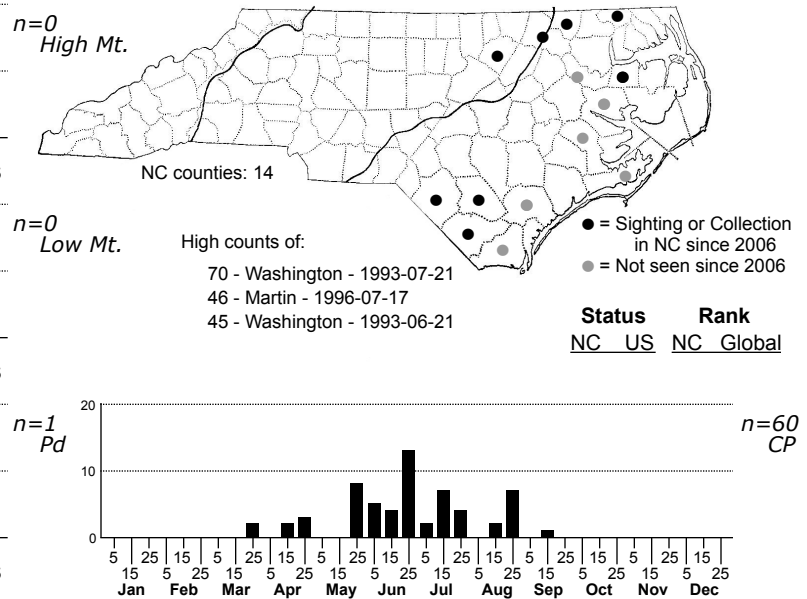 n=0
High Mt.
NC counties: 14
n=0
Low Mt.
High counts of:
70 - Washington - 1993-07-21
46 - Martin - 1996-07-17
45 - Washington - 1993-06-21
= Sighting or Collection
in NC since 2006
= Not seen since 2006
Status Rank
NC US NC Global
n=1
Pd
n=60
CP
20
10
0
5 25 15 5 25 15 5 25 15 5 25 15 5 25 15 5 25 15
15 5 25 15 5 25 15 5 25 15 5 25 15 5 25 15 5 25
Jan Feb Mar Apr May Jun Jul Aug Sep Oct Nov Dec